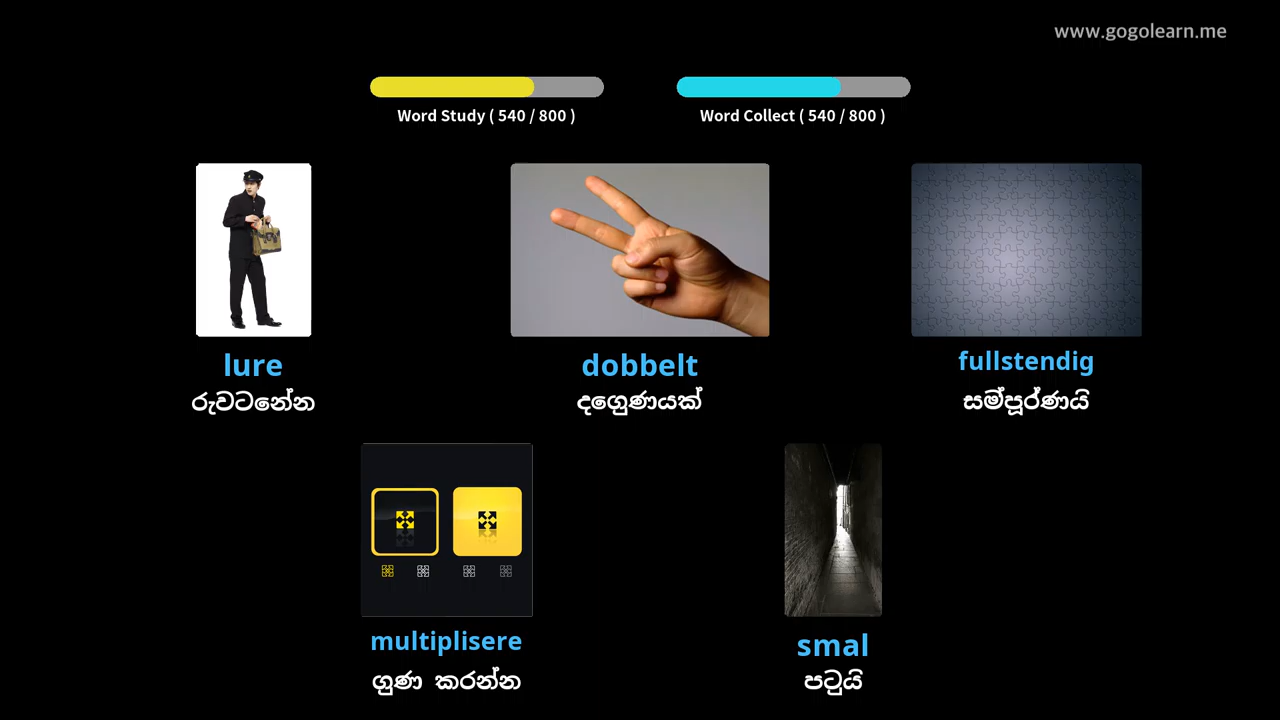 www.gogolearn.me
Word Study ( 540 / 800 )
Word Collect ( 540 / 800 )
lure
රුවටනේන
dobbelt
දෙගුණයක්
fullstendig
සම්පූර්ණයි
multiplisere
ගුණ කරන්න
smal
පටුයි